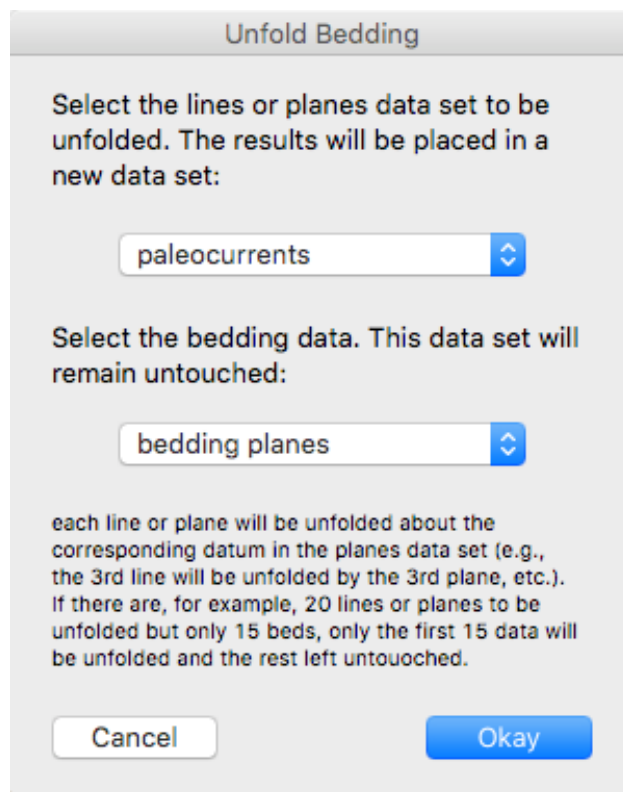 Unfold Bedding
Select the lines or planes data set to be
unfolded. The results will be placed in a
new data set:
paleocurrents
Select the bedding data. This data set will
remain untouched:
bedding planes
each line or plane will be unfolded about the
corresponding datum in the planes data set (e.g.,
the 3rd line will be unfolded by the 3rd plane, etc.).
If there are, for example, 20 lines or planes to be
unfolded but only 15 beds, only the first 15 data will
be unfolded and the rest left untouoched.
Cancel
Okay